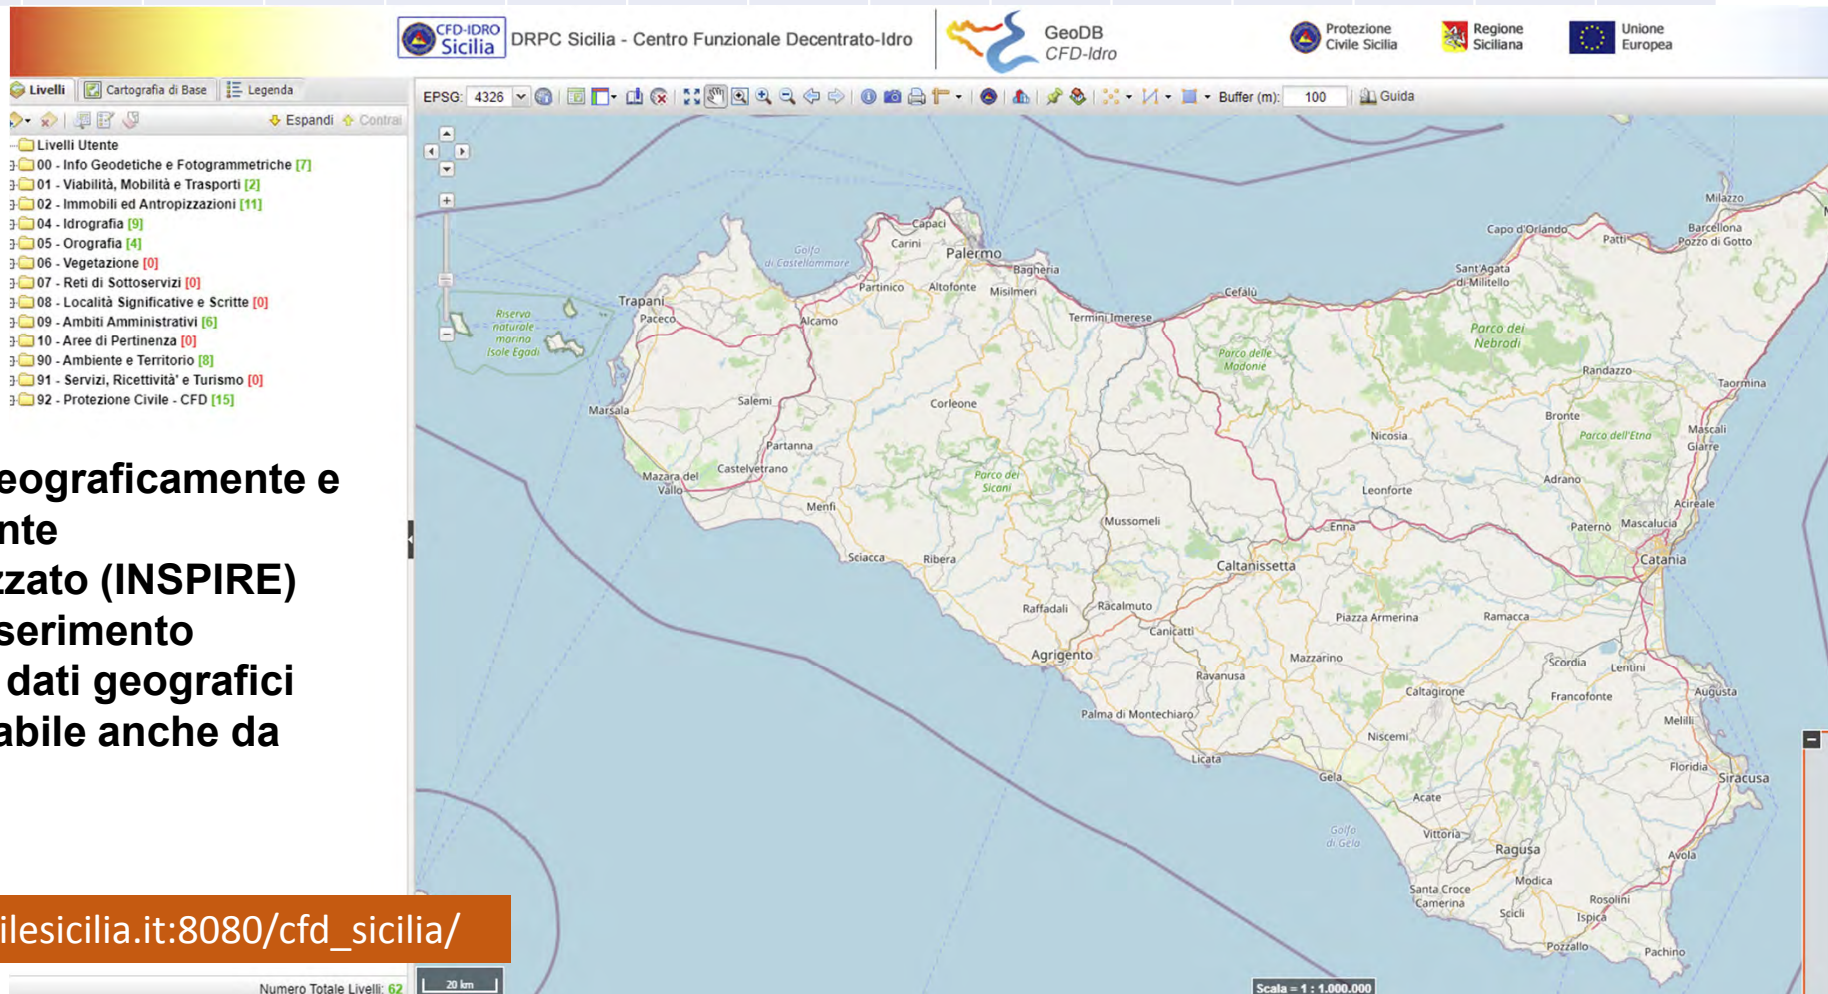 CFD-IDRO
Sicilia
DRPC Sicilia - Centro Funzionale Decentrato-Idro
GeoDB
CFD-Idro
Protezione
Civile Sicilia
Regione
Siciliana
Unione
Europea
Livelli
Cartografia di Base
Legenda
EPSG: 4326
Buffer (m): 100
Guida
Espandi
Contrai
Livelli Utente
00 - Info Geodetiche e Fotogrammetriche [7]
01 - Viabilità, Mobilità e Trasporti [2]
02 - Immobili ed Antropizzazioni [11]
04 - Idrografia [9]
05 - Orografia [4]
06 - Vegetazione [0]
07 - Reti di Sottoservizi [0]
08 - Località Significative e Scritte [0]
09 - Ambiti Amministrativi [6]
10 - Aree di Pertinenza [0]
90 - Ambiente e Territorio [8]
91 - Servizi, Ricettività' e Turismo [0]
92 - Protezione Civile - CFD [15]
eograficamente e
nte
zzato (INSPIRE)
serimento
dati geografici
abile anche da
ilesicilia.it:8080/cfd_sicilia/
Numero Totale Livelli: 62
20 km
Scala = 1 : 1.000.000
Milazzo
Capaci
Capo d'Orlando
Patti
Barcellona
Pozzo di Gotto
Golfo
di Castellammare
Carini
Palermo
Bagheria
Sant'Agata
di Militello
Partinico
Altofonte
Misilmeri
Cefalù
Trapani
Paceco
Alcamo
Termini Imerese
Riserva
naturale
marina
Isole Egadi
Parco dei
Nebrodi
Parco delle
Madonie
Randazzo
Taormina
Marsala
Salemi
Corleone
Bronte
Nicosia
Parco dell'Etna
Mascali
Giarre
Partanna
Castelvetrano
Mazara del
Vallo
Parco dei
Sicani
Adrano
Leonforte
Acireale
Menfi
Mussomeli
Enna
Paternò
Mascalucia
Sciacca
Ribera
Caltanissetta
Catania
Raffadali
Racalmuto
Piazza Armerina
Ramacca
Canicattì
Agrigento
Mazzarino
Scordia
Lentini
Ravanusa
Caltagirone
Francofonte
Augusta
Palma di Montechiaro
Melilli
Niscemi
Licata
Gela
Floridia
Siracusa
Acate
Golfo
di Gela
Vittoria
Ragusa
Avola
Modica
Santa Croce
Camerina
Rosolini
Scicli
Ispica
Pozzallo
Pachino